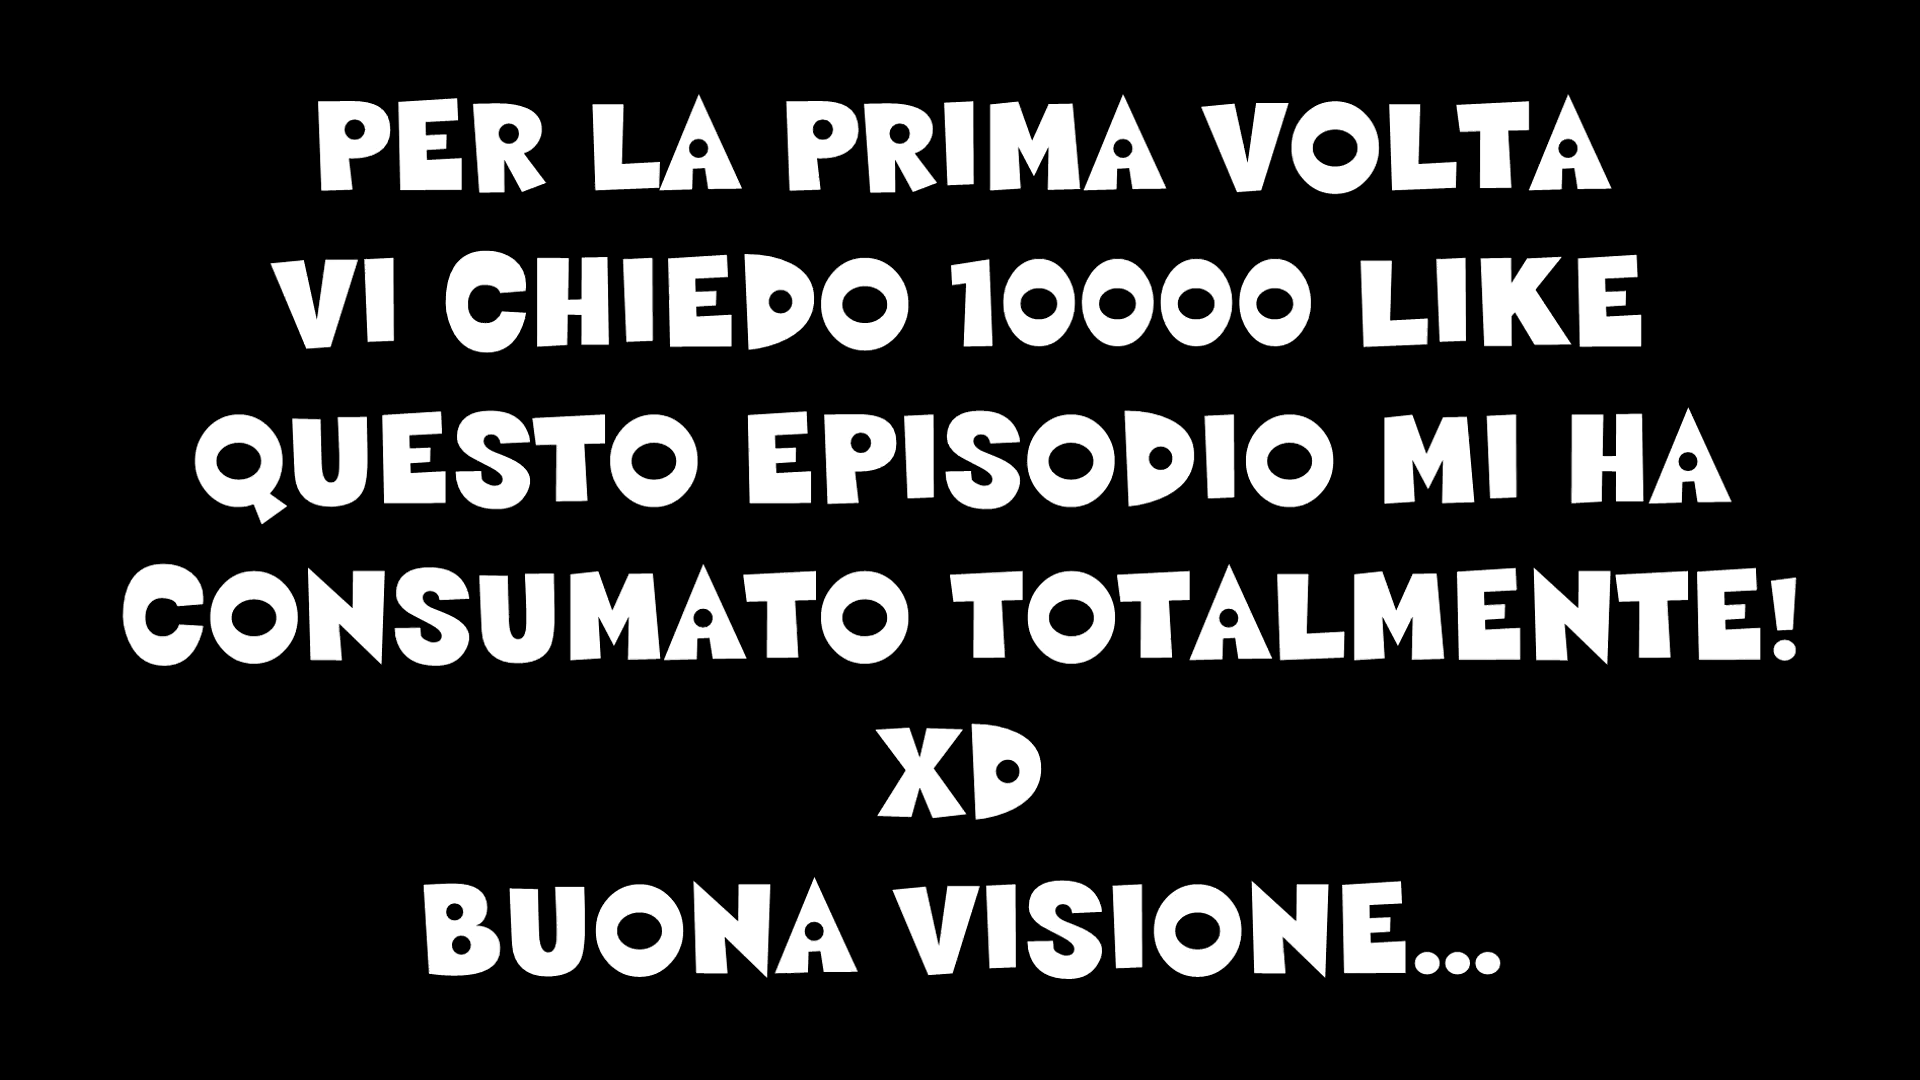 PER LA PRIMA VOLTA
VI CHIEDO 10000 LIKE
QUESTO EPISODIO MI HA
CONSUMATO TOTALMENTE!
XD
BUONA VISIONE...